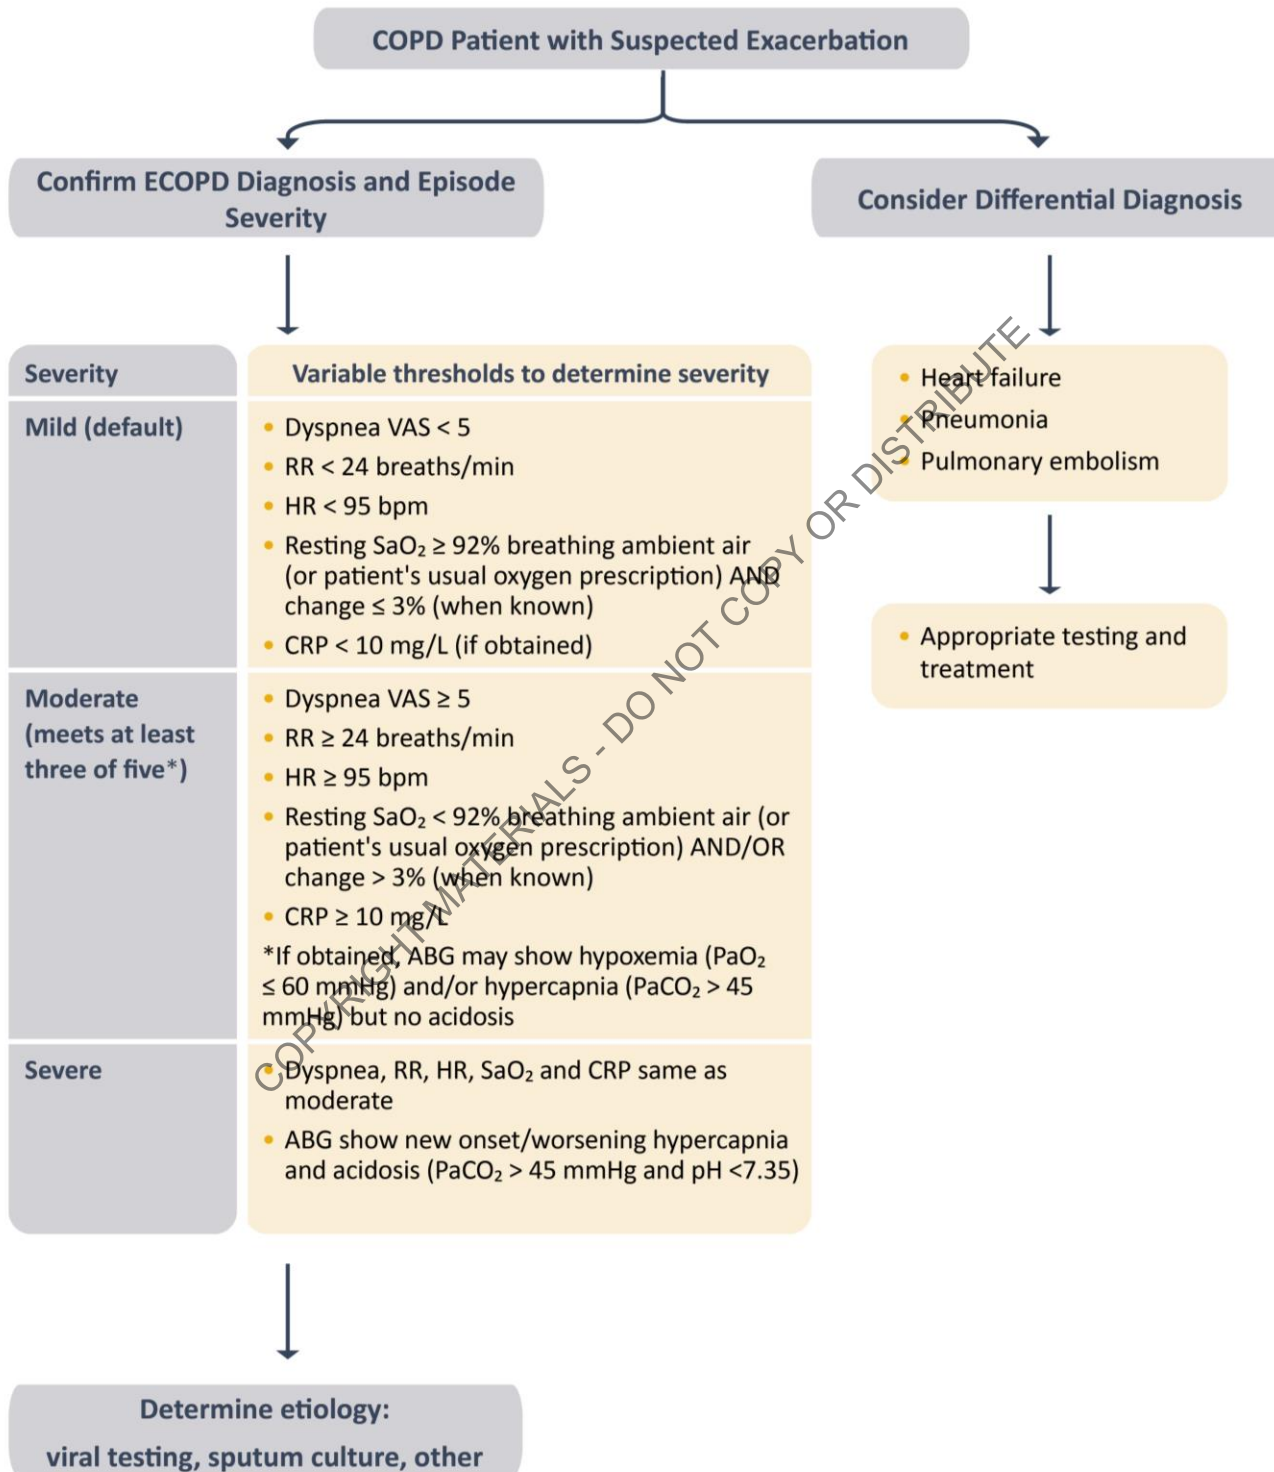 COPD Patient with Suspected Exacerbation
Confirm ECOPD Diagnosis and Episode
Severity
Consider Differential Diagnosis
Severity
Variable thresholds to determine severity
Mild (default)
• Dyspnea VAS < 5
• RR < 24 breaths/min
• HR < 95 bpm
• Resting SaO₂ ≥ 92% breathing ambient air
(or patient's usual oxygen prescription) AND
change ≤ 3% (when known)
• CRP < 10 mg/L (if obtained)
Moderate
(meets at least
three of five*)
• Dyspnea VAS ≥ 5
• RR ≥ 24 breaths/min
• HR ≥ 95 bpm
• Resting SaO₂ < 92% breathing ambient air (or
patient's usual oxygen prescription) AND/OR
change > 3% (when known)
• CRP ≥ 10 mg/L
*If obtained, ABG may show hypoxemia (PaO₂
≤ 60 mmHg) and/or hypercapnia (PaCO₂ > 45
mmHg) but no acidosis
Severe
• Dyspnea, RR, HR, SaO₂ and CRP same as
moderate
• ABG show new onset/worsening hypercapnia
and acidosis (PaCO₂ > 45 mmHg and pH <7.35)
• Heart failure
• Pneumonia
• Pulmonary embolism
• Appropriate testing and
treatment
Determine etiology:
viral testing, sputum culture, other
COPYRIGHT MATERIALS - DO NOT COPY OR DISTRIBUTE